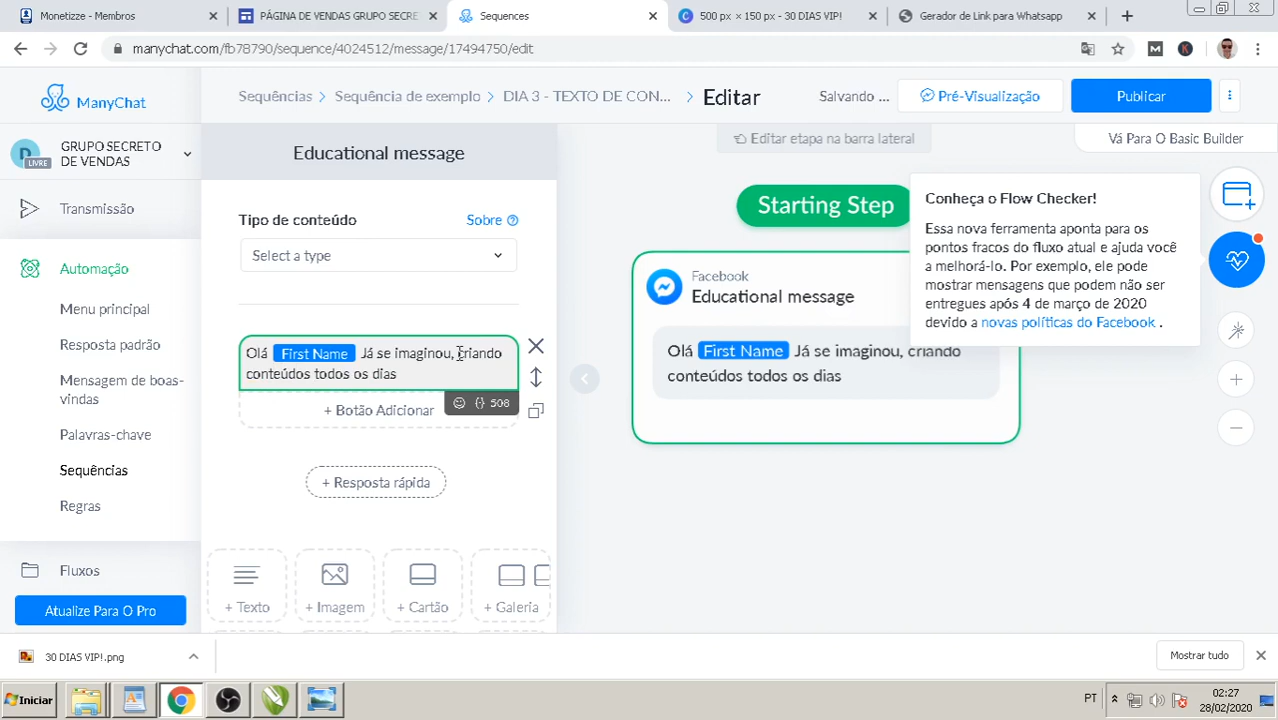 Monetizze - Membros
PÁGINA DE VENDAS GRUPO SECRE
Sequences
500 px × 150 px - 30 DIAS VIP!
Gerador de Link para Whatsapp
manychat.com/fb78790/sequence/4024512/message/17494750/edit
ManyChat
Sequências
Sequência de exemplo
DIA 3 - TEXTO DE CON...
Editar
Salvando ...
Pré-Visualização
Publicar
GRUPO SECRETO
DE VENDAS
D
LIVRE
Transmissão
Automação
Menu principal
Resposta padrão
Mensagem de boas-
vindas
Palavras-chave
Sequências
Regras
Fluxos
Atualize Para O Pro
Educational message
Tipo de conteúdo
Sobre
Select a type
Olá First Name Já se imaginou, criando
conteúdos todos os dias
508
+ Botão Adicionar
+ Resposta rápida
+ Texto
+ Imagem
+ Cartão
+ Galeria
Editar etapa na barra lateral
Vá Para O Basic Builder
Starting Step
Facebook
Educational message
Olá First Name Já se imaginou, criando
conteúdos todos os dias
Conheça o Flow Checker!
Essa nova ferramenta aponta para os
pontos fracos do fluxo atual e ajuda você
a melhorá-lo. Por exemplo, ele pode
mostrar mensagens que podem não ser
entregues após 4 de março de 2020
devido a novas políticas do Facebook .
30 DIAS VIP!.png
Mostrar tudo
Iniciar
PT
02:27
28/02/2020